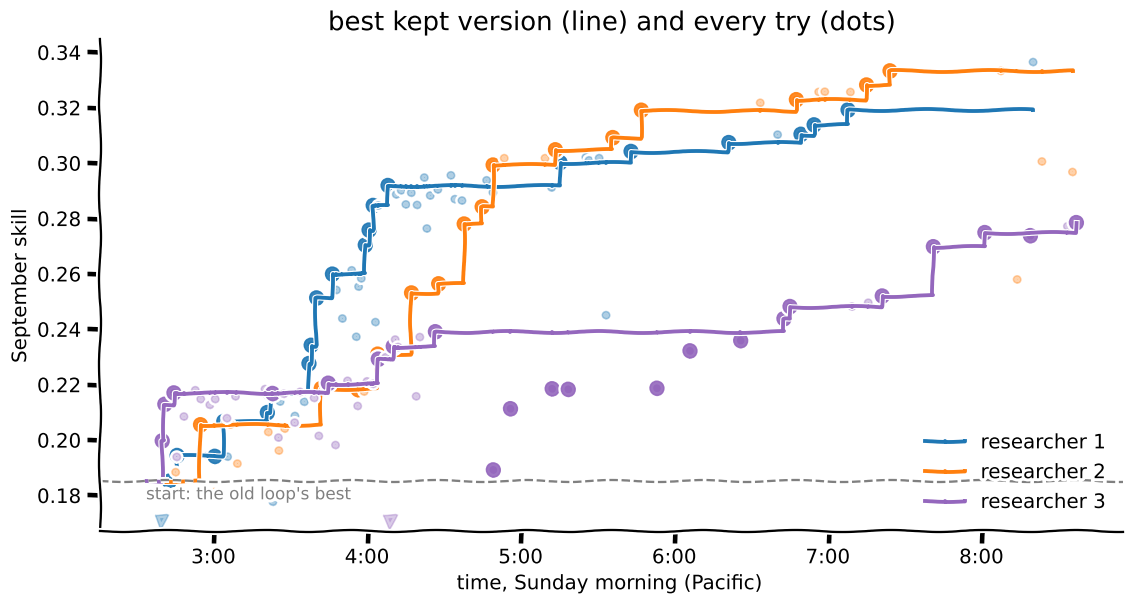 best kept version (line) and every try (dots)
0.34
0.32
0.30
0.28
0.26
0.24
0.22
0.20
0.18
September skill
start: the old loop's best
researcher 1
researcher 2
researcher 3
3:00 4:00 5:00 6:00 7:00 8:00
time, Sunday morning (Pacific)